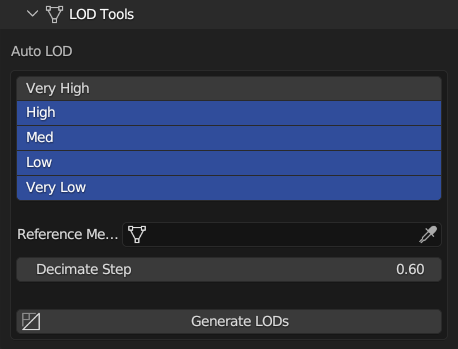 LOD Tools
Auto LOD
Very High
High
Med
Low
Very Low
Reference Me...
Decimate Step 0.60
Generate LODs